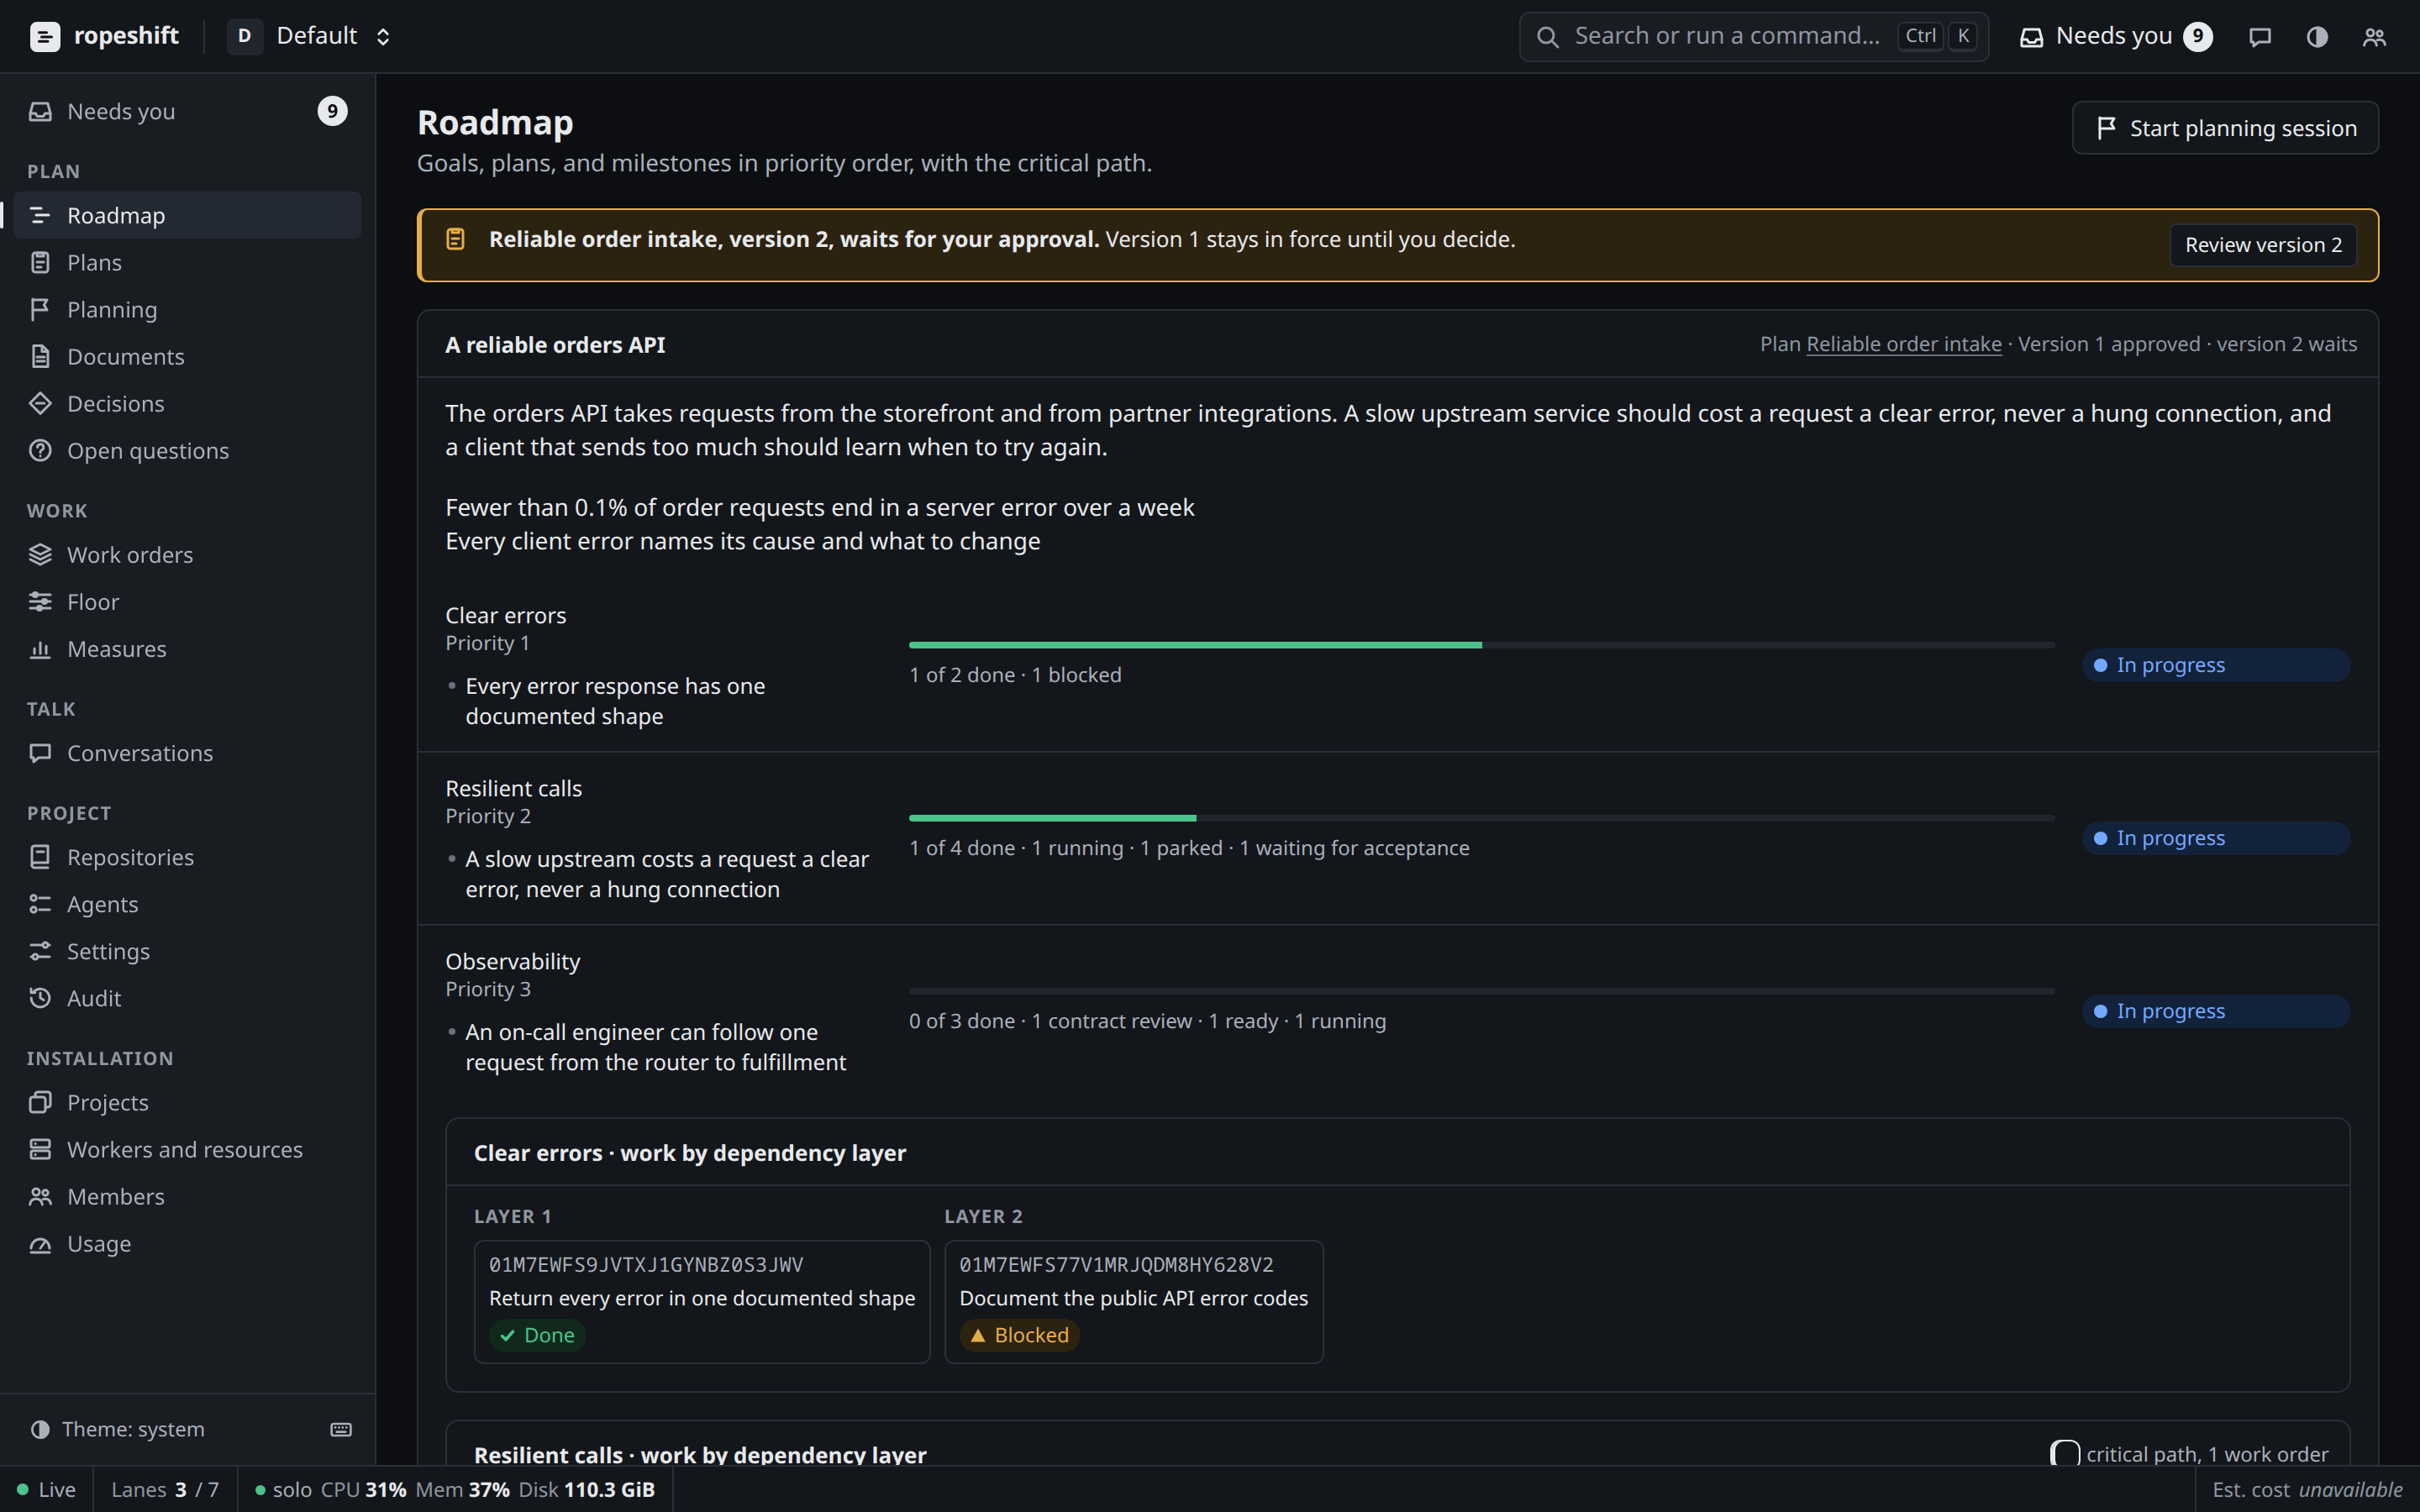 ropeshift
D Default
Search or run a command... Ctrl K
Needs you 9
Needs you 9
PLAN
Roadmap
Plans
Planning
Documents
Decisions
Open questions
WORK
Work orders
Floor
Measures
TALK
Conversations
PROJECT
Repositories
Agents
Settings
Audit
INSTALLATION
Projects
Workers and resources
Members
Usage
Theme: system
Roadmap
Goals, plans, and milestones in priority order, with the critical path.
Start planning session
Reliable order intake, version 2, waits for your approval. Version 1 stays in force until you decide.
Review version 2
A reliable orders API
Plan Reliable order intake · Version 1 approved · version 2 waits
The orders API takes requests from the storefront and from partner integrations. A slow upstream service should cost a request a clear error, never a hung connection, and
a client that sends too much should learn when to try again.
Fewer than 0.1% of order requests end in a server error over a week
Every client error names its cause and what to change
Clear errors
Priority 1
Every error response has one
documented shape
1 of 2 done · 1 blocked
In progress
Resilient calls
Priority 2
A slow upstream costs a request a clear
error, never a hung connection
1 of 4 done · 1 running · 1 parked · 1 waiting for acceptance
In progress
Observability
Priority 3
An on-call engineer can follow one
request from the router to fulfillment
0 of 3 done · 1 contract review · 1 ready · 1 running
In progress
Clear errors · work by dependency layer
LAYER 1
01M7EWFS9JVTXJ1GYNBZ0S3JWV
Return every error in one documented shape
Done
LAYER 2
01M7EWFS77V1MRJQDM8HY628V2
Document the public API error codes
Blocked
Resilient calls · work by dependency layer
critical path, 1 work order
Live
Lanes 3 / 7
solo CPU 31% Mem 37% Disk 110.3 GiB
Est. cost unavailable